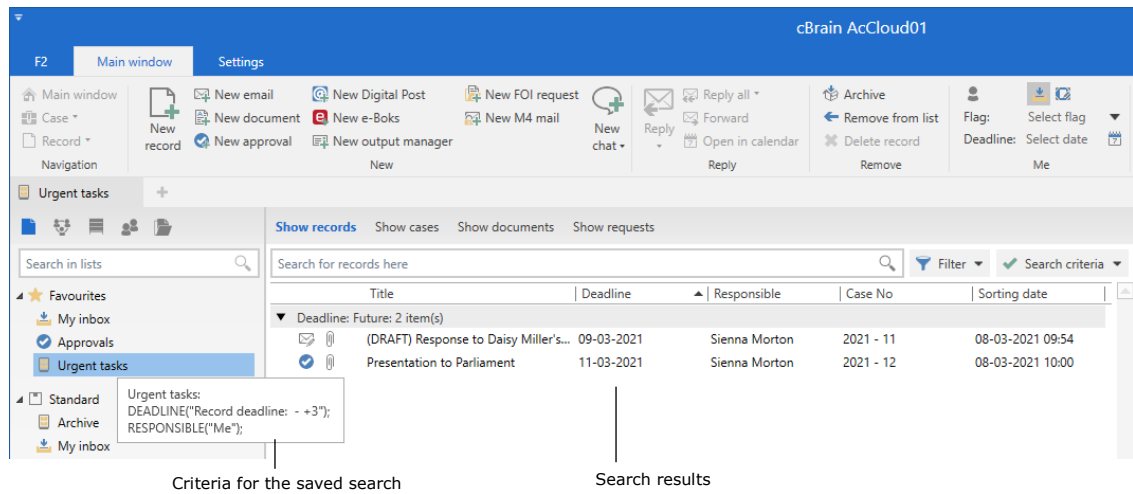 cBrain AcCloud01
F2 Main window Settings
Main window New email New Digital Post New FOI request Reply all Archive
Case New document New e-Boks New M4 mail Forward Remove from list Flag: Select flag
Record New record New approval New output manager New chat Reply Open in calendar Delete record Deadline: Select date
Navigation New Reply Remove Me
Urgent tasks +
Show records Show cases Show documents Show requests
Search in lists Search for records here Filter Search criteria
Favourites Title Deadline Responsible Case No Sorting date
My inbox Deadline: Future: 2 item(s)
Approvals (DRAFT) Response to Daisy Miller's... 09-03-2021 Sienna Morton 2021 - 11 08-03-2021 09:54
Urgent tasks Presentation to Parliament 11-03-2021 Sienna Morton 2021 - 12 08-03-2021 10:00
Standard
Archive
My inbox
Urgent tasks:
DEADLINE("Record deadline: - +3");
RESPONSIBLE("Me");
Criteria for the saved search
Search results